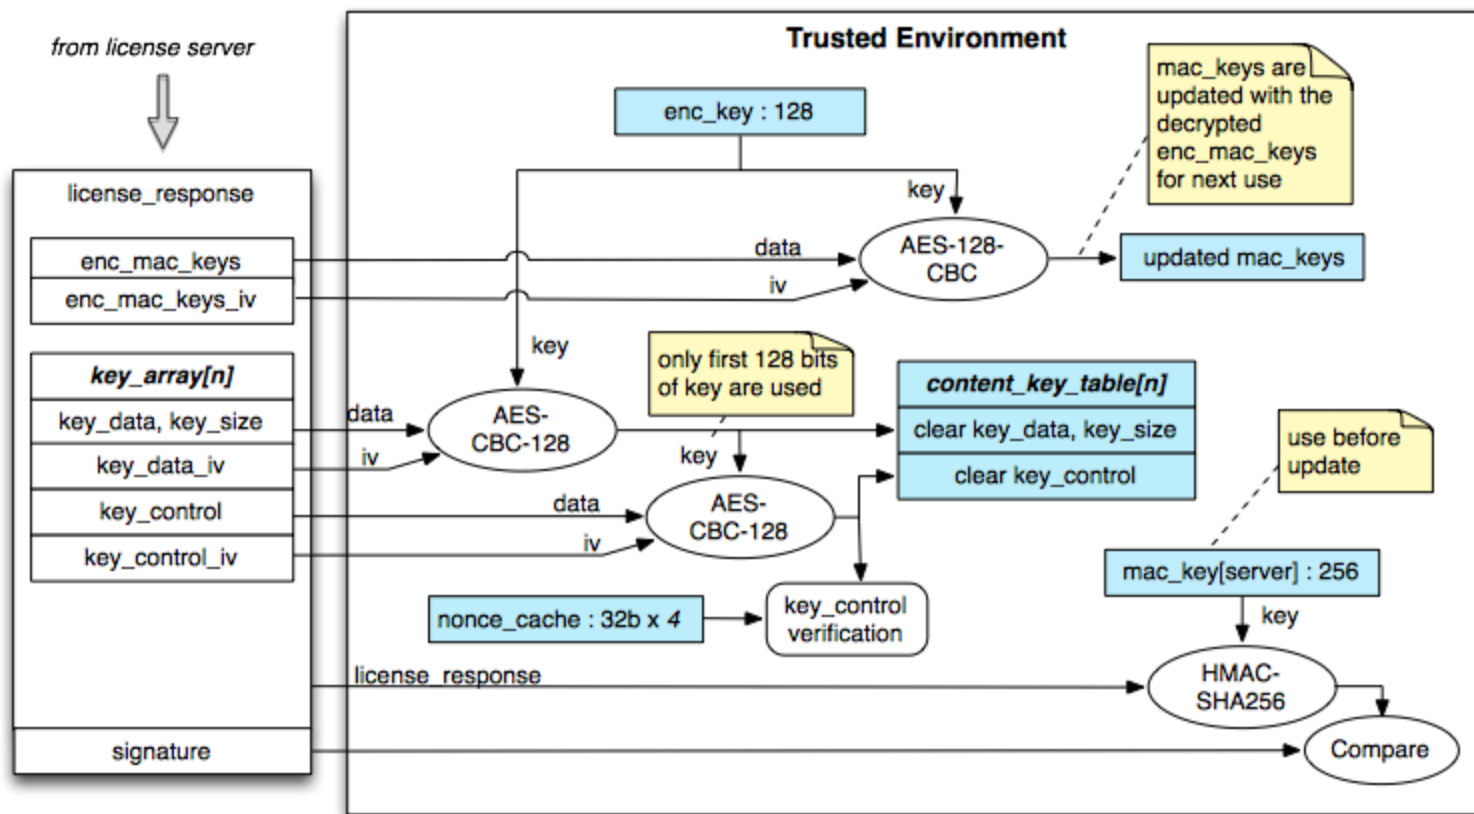 Trusted Environment
from license server
mac_keys are
updated with the
decrypted
enc_mac_keys
for next use
enc_key : 128
license_response
key
enc_mac_keys
data
AES-128-
CBC
updated mac_keys
enc_mac_keys_iv
iv
key
only first 128 bits
of key are used
key_array[n]
content_key_table[n]
key_data, key_size
data
AES-
CBC-128
clear key_data, key_size
use before
update
key_data_iv
iv
key
clear key_control
key_control
data
AES-
CBC-128
key_control_iv
iv
mac_key[server] : 256
nonce_cache : 32b x 4
key_control
verification
key
license_response
HMAC-
SHA256
signature
Compare